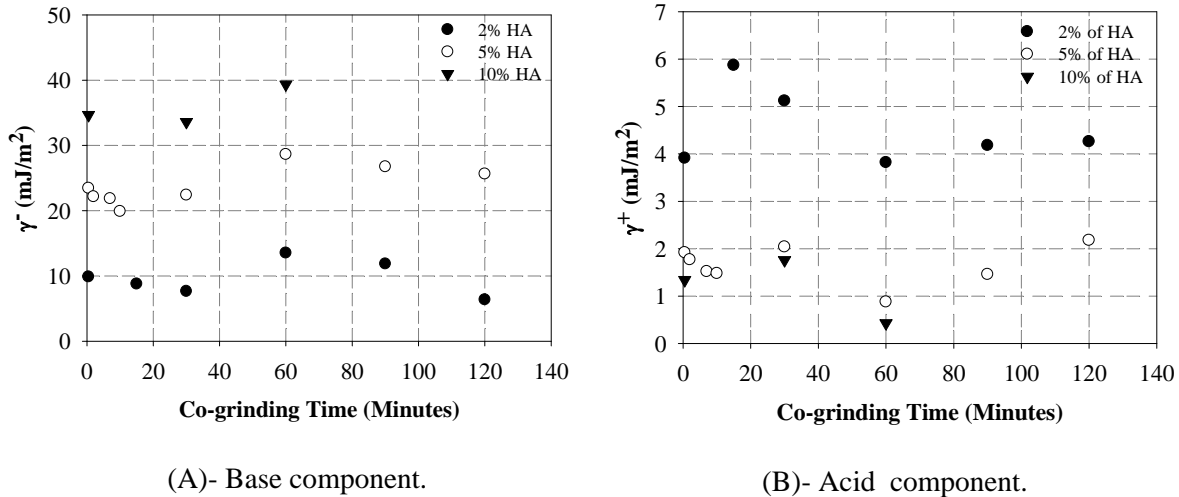 50
40
30
20
10
0
0 20 40 60 80 100 120 140
γ⁻ (mJ/m²)
Co-grinding Time (Minutes)
2% HA
5% HA
10% HA
(A)- Base component.
7
6
5
4
3
2
1
0
0 20 40 60 80 100 120 140
γ⁺ (mJ/m²)
Co-grinding Time (Minutes)
2% of HA
5% of HA
10% of HA
(B)- Acid component.